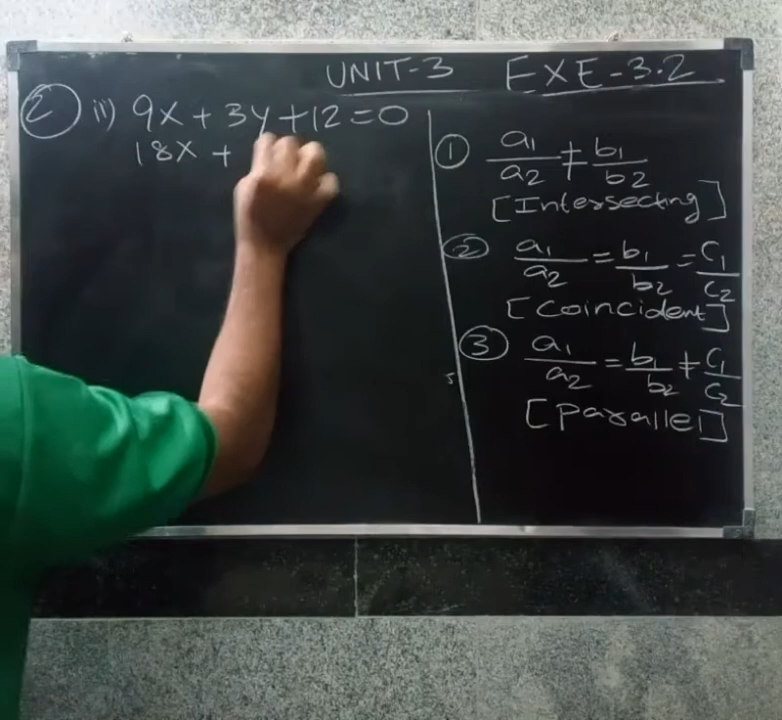 UNIT-3 EXE-3.2
② ii) 9x + 3y + 12 = 0
18x +
① a₁/a₂ ≠ b₁/b₂
[Intersecting]
② a₁/a₂ = b₁/b₂ = c₁/c₂
[Coincident]
③ a₁/a₂ = b₁/b₂ ≠ c₁/c₂
[Parallel]